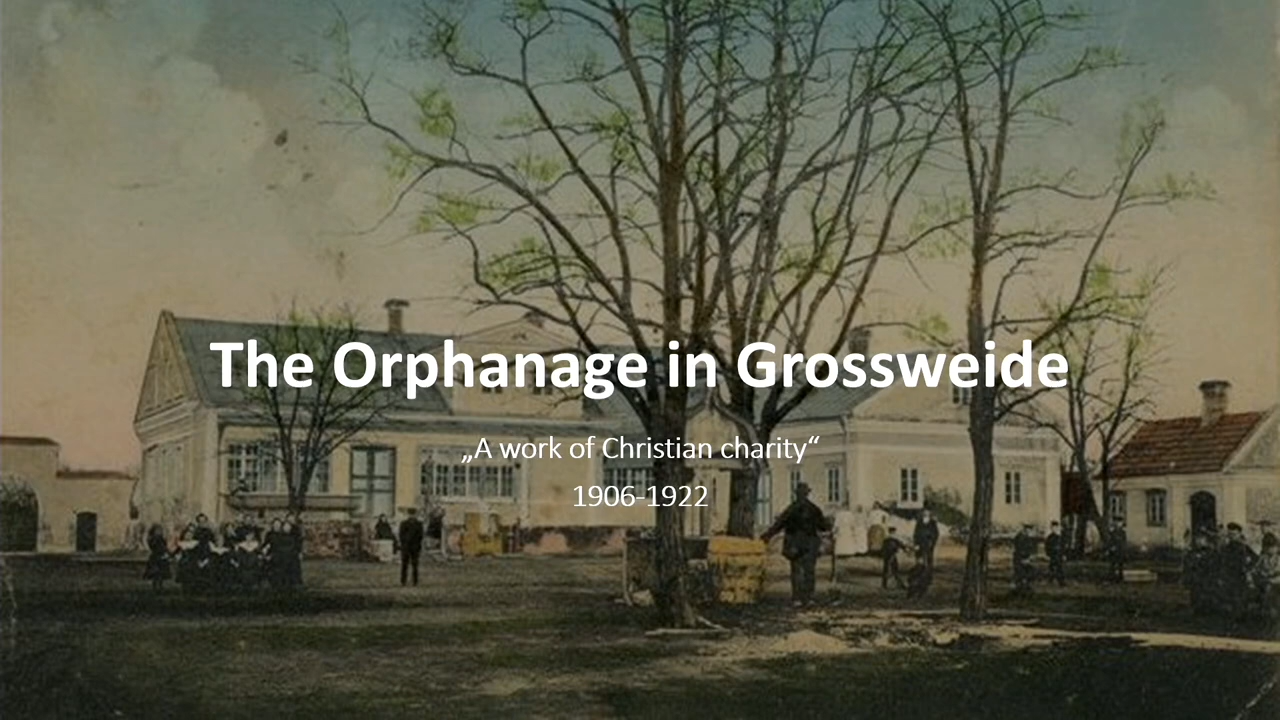 The Orphanage in Grossweide
„A work of Christian charity“
1906-1922